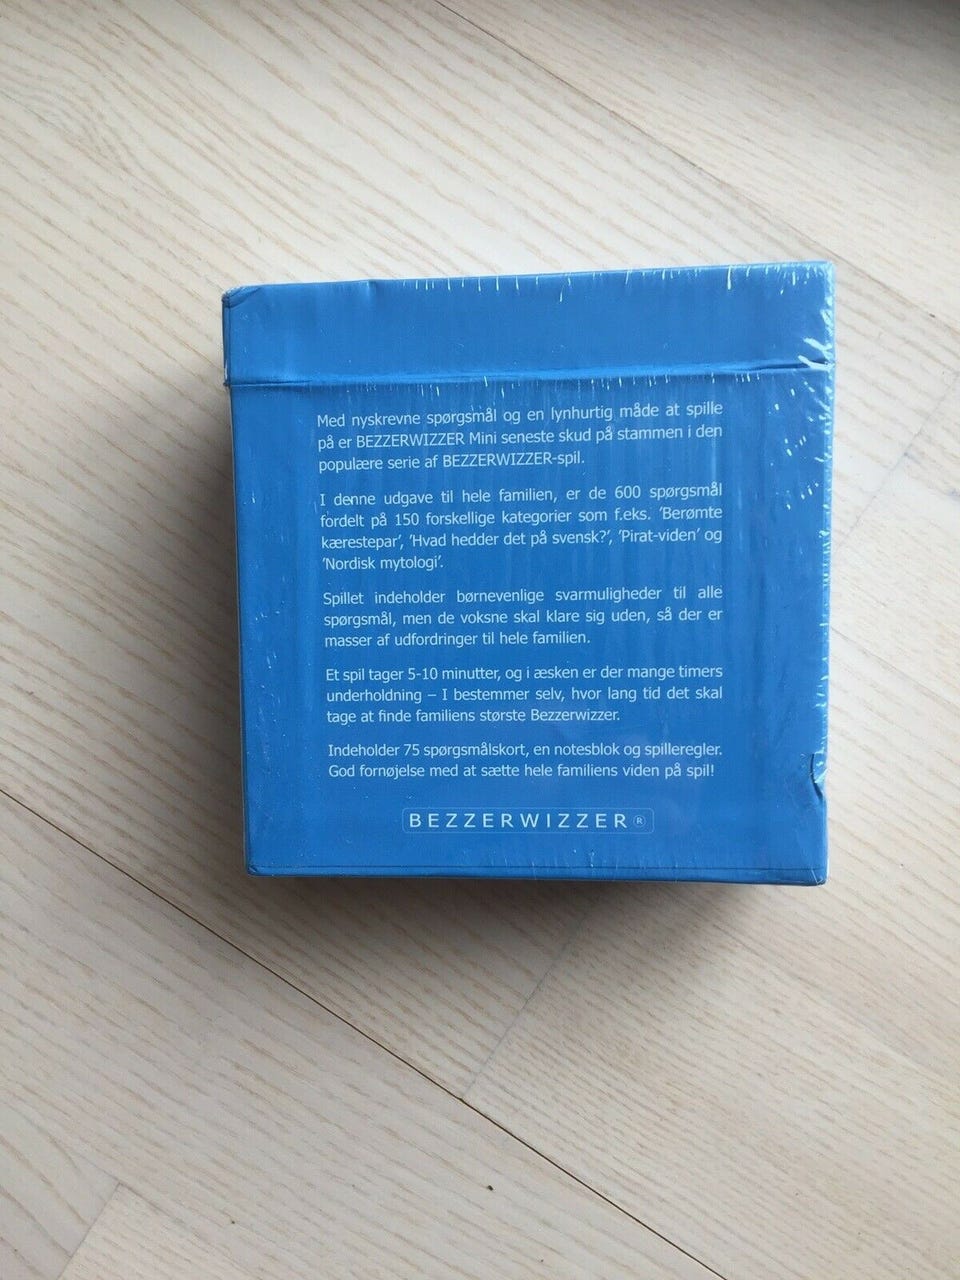 Med nyskrevne spørgsmål og en lynhurtig måde at spille
på er BEZZERWIZZER Mini seneste skud på stammen i den
populære serie af BEZZERWIZZER-spil.
I denne udgave til hele familien, er de 600 spørgsmål
fordelt på 150 forskellige kategorier som f.eks. 'Berømte
kærestepar', 'Hvad hedder det på svensk?', 'Pirat-viden' og
'Nordisk mytologi'.
Spillet indeholder børnevenlige svarmuligheder til alle
spørgsmål, men de voksne skal klare sig uden, så der er
masser af udfordringer til hele familien.
Et spil tager 5-10 minutter, og i æsken er der mange timers
underholdning – I bestemmer selv, hvor lang tid det skal
tage at finde familiens største Bezzerwizzer.
Indeholder 75 spørgsmålskort, en notesblok og spilleregler.
God fornøjelse med at sætte hele familiens viden på spil!
BEZZERWIZZER®